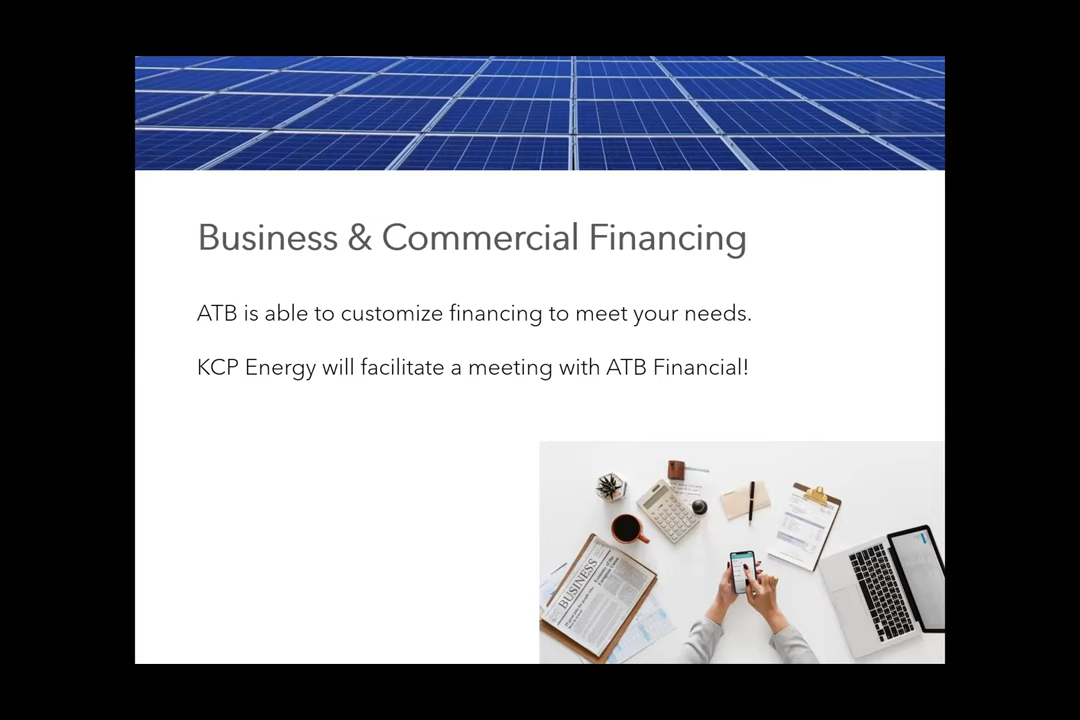 Business & Commercial Financing
ATB is able to customize financing to meet your needs.
KCP Energy will facilitate a meeting with ATB Financial!
BUSINESS